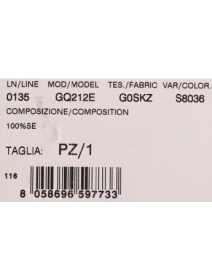 LN/LINE MOD/MODEL TES./FABRIC VAR/COLOR.
0135 GQ212E G0SKZ S8036
COMPOSIZIONE/COMPOSITION
100%SE
TAGLIA: PZ/1
116
8 058696 597733